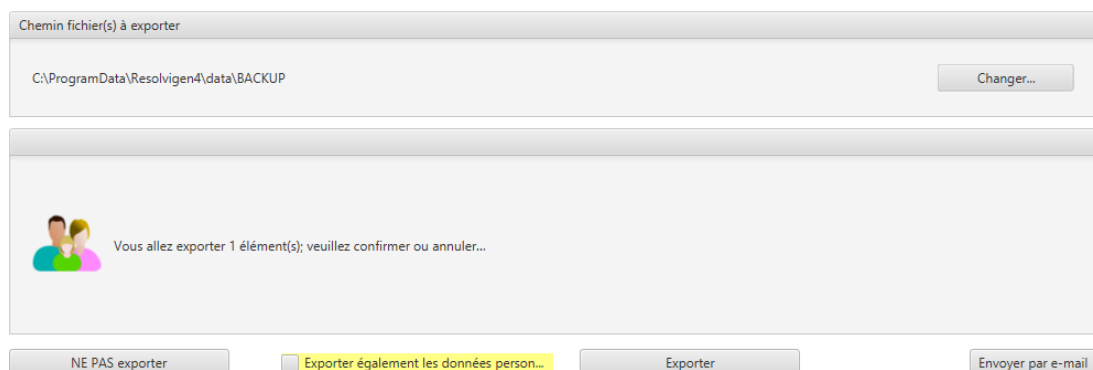 Chemin fichier(s) à exporter
C:\ProgramData\Resolvigen4\data\BACKUP
Changer...
Vous allez exporter 1 élément(s); veuillez confirmer ou annuler...
NE PAS exporter
Exporter également les données person...
Exporter
Envoyer par e-mail